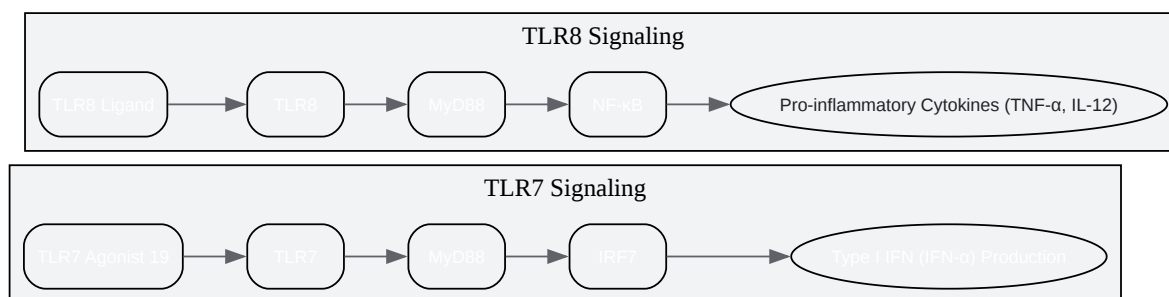 TLR8 Signaling
TLR8 Ligand
TLR8
MyD88
NF-κB
Pro-inflammatory Cytokines (TNF-α, IL-12)
TLR7 Signaling
TLR7 Agonist 19
TLR7
MyD88
IRF7
Type I IFN (IFN-α) Production